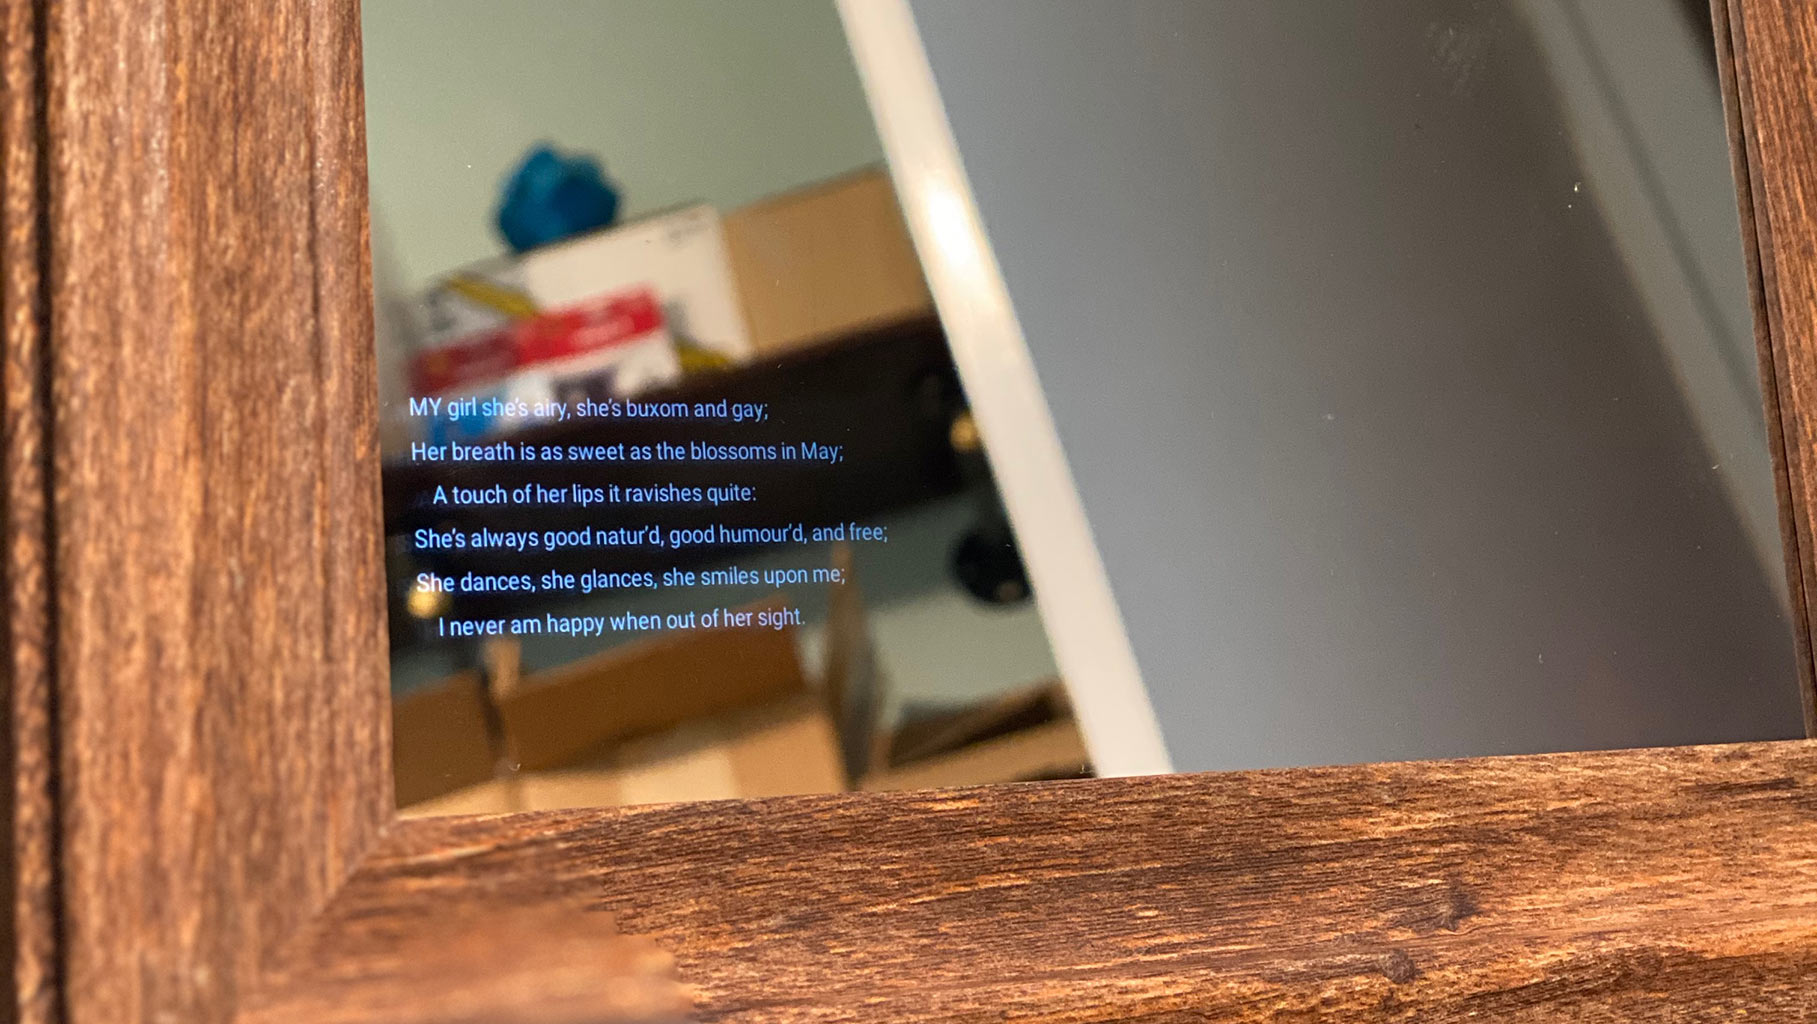 MY girl she's airy, she's buxom and gay;
Her breath is as sweet as the blossoms in May;
A touch of her lips it ravishes quite:
She's always good natur'd, good humour'd, and free;
She dances, she glances, she smiles upon me;
I never am happy when out of her sight.